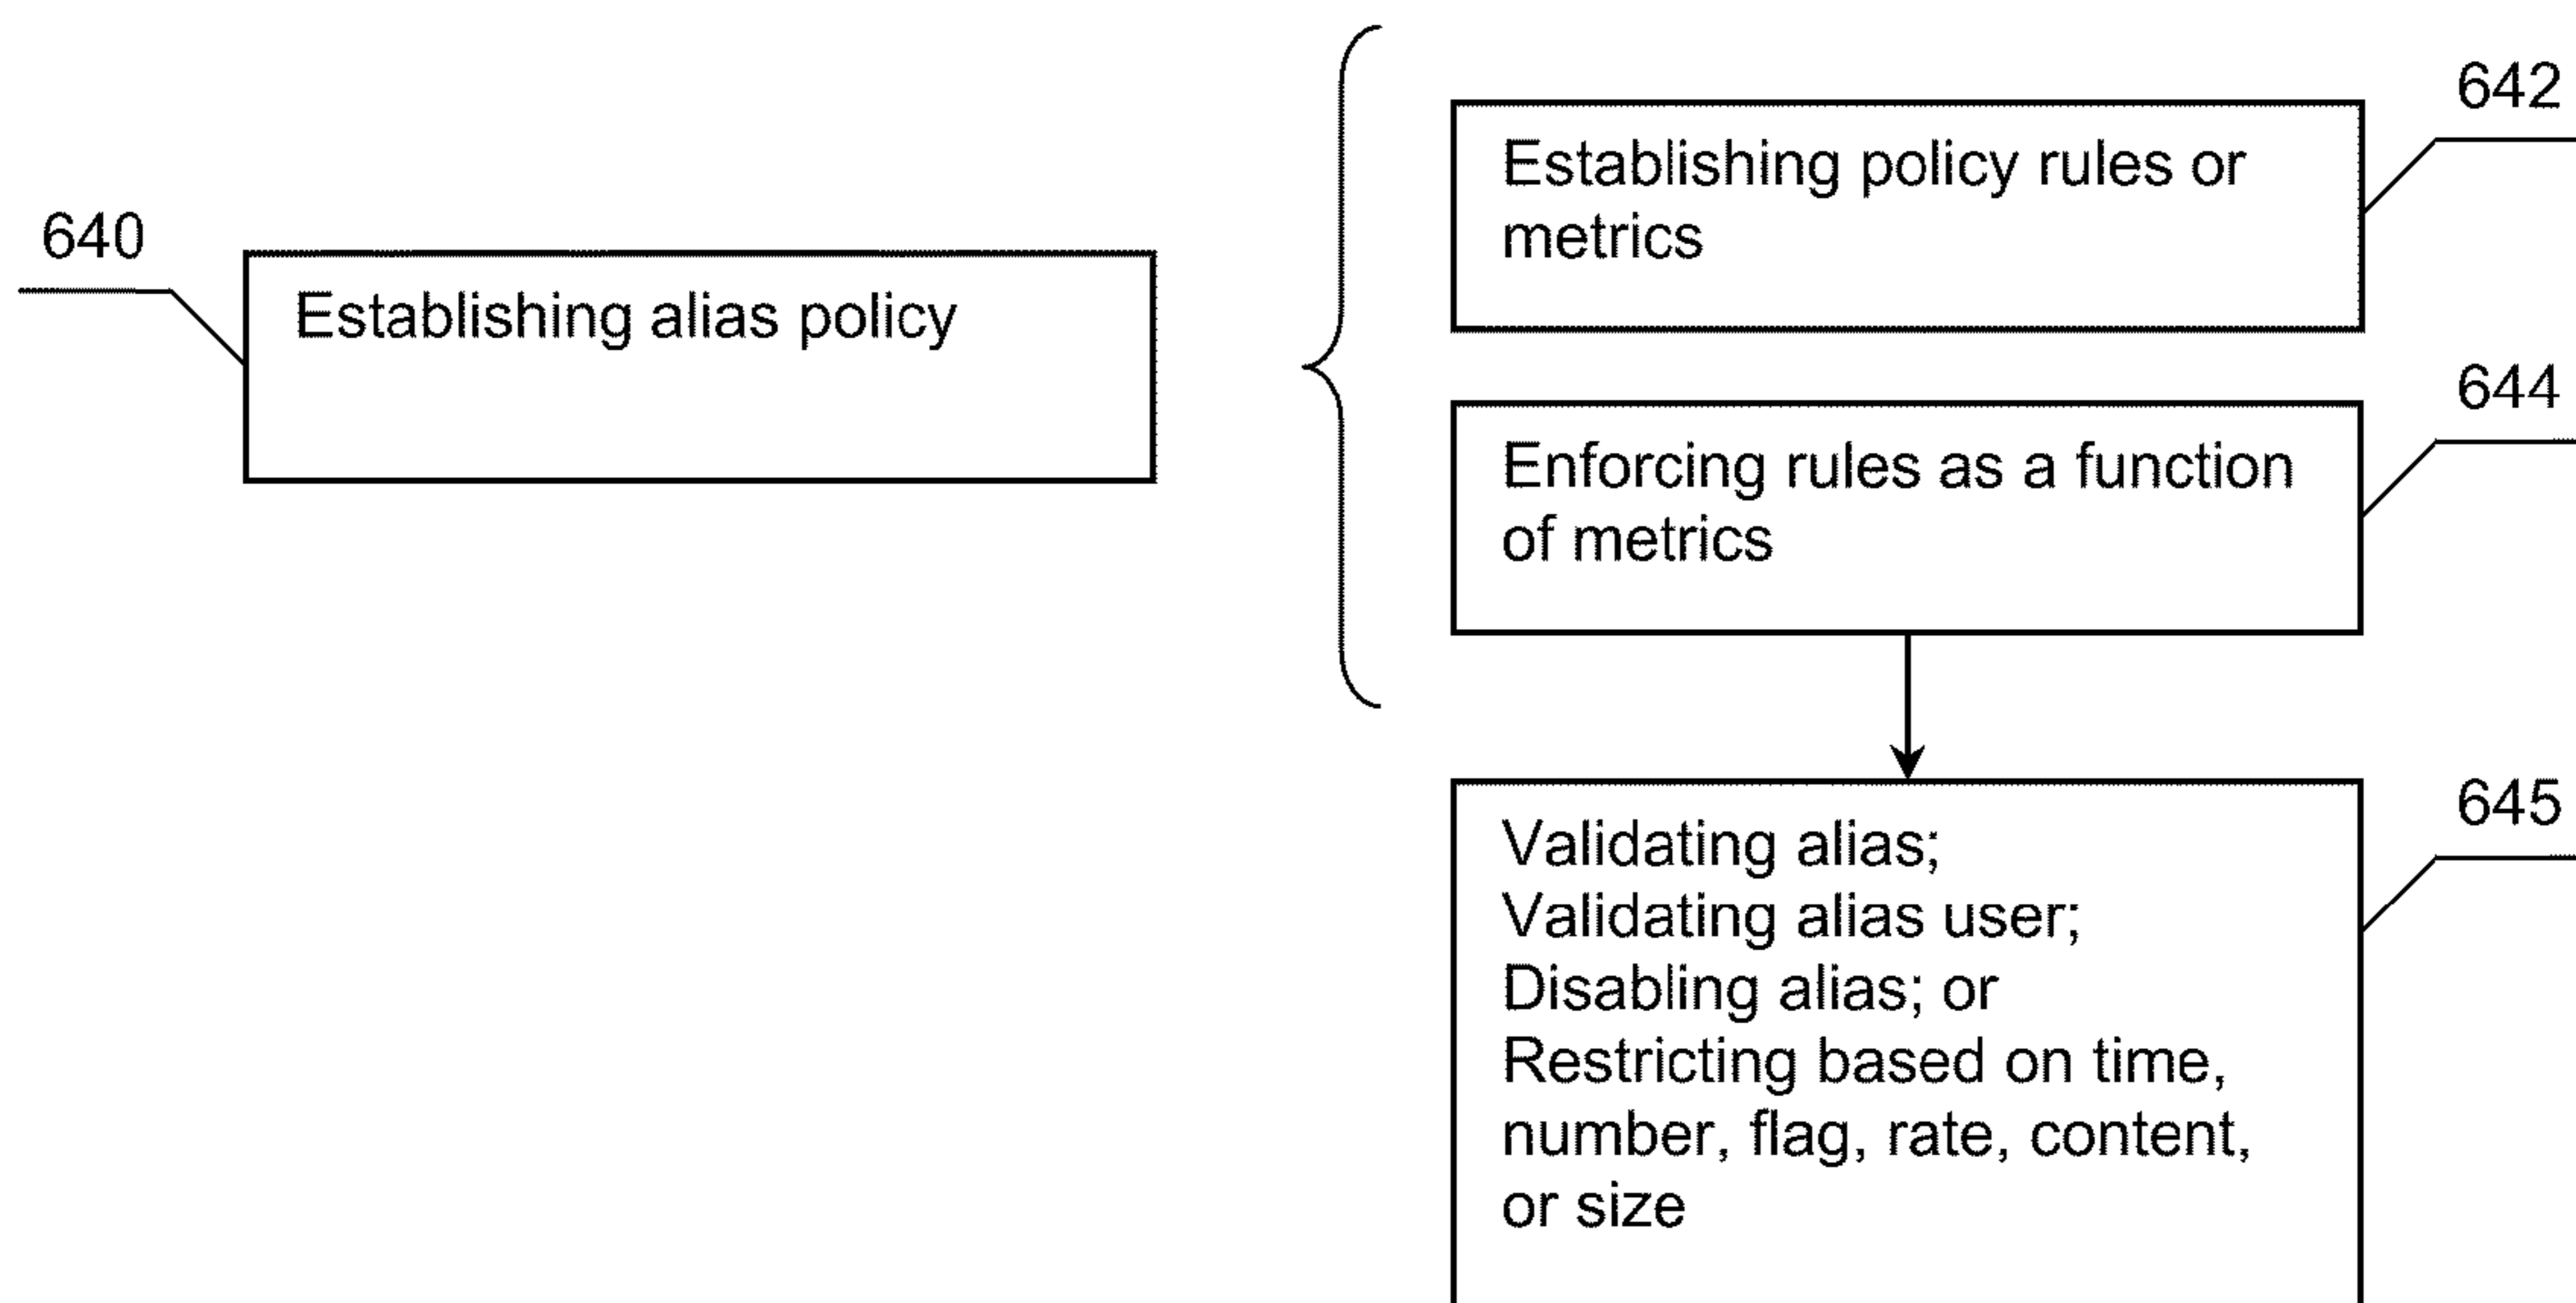 640
Establishing alias policy
642
Establishing policy rules or
metrics
644
Enforcing rules as a function
of metrics
645
Validating alias;
Validating alias user;
Disabling alias; or
Restricting based on time,
number, flag, rate, content,
or size